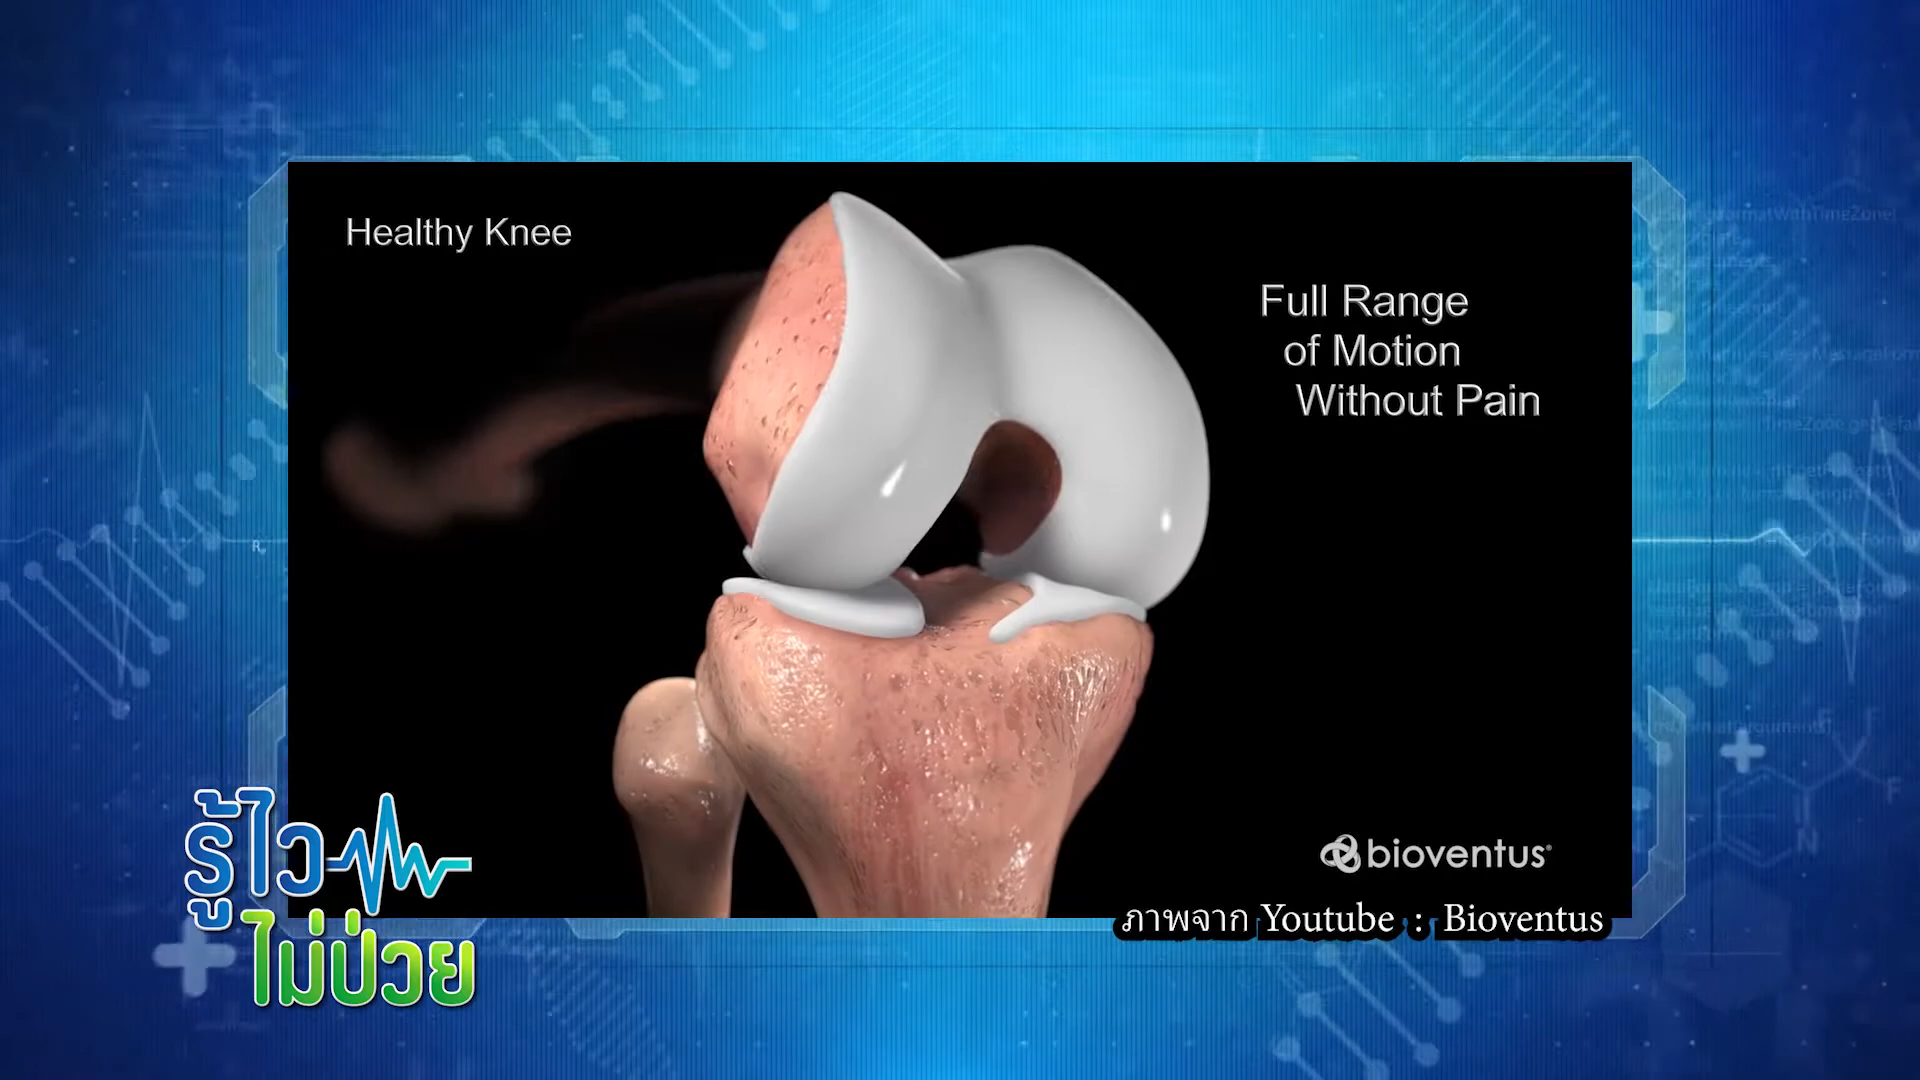 Healthy Knee
Full Range
of Motion
Without Pain
bioventus
ภาพจาก Youtube : Bioventus
รู้ไว
ไม่ป่วย